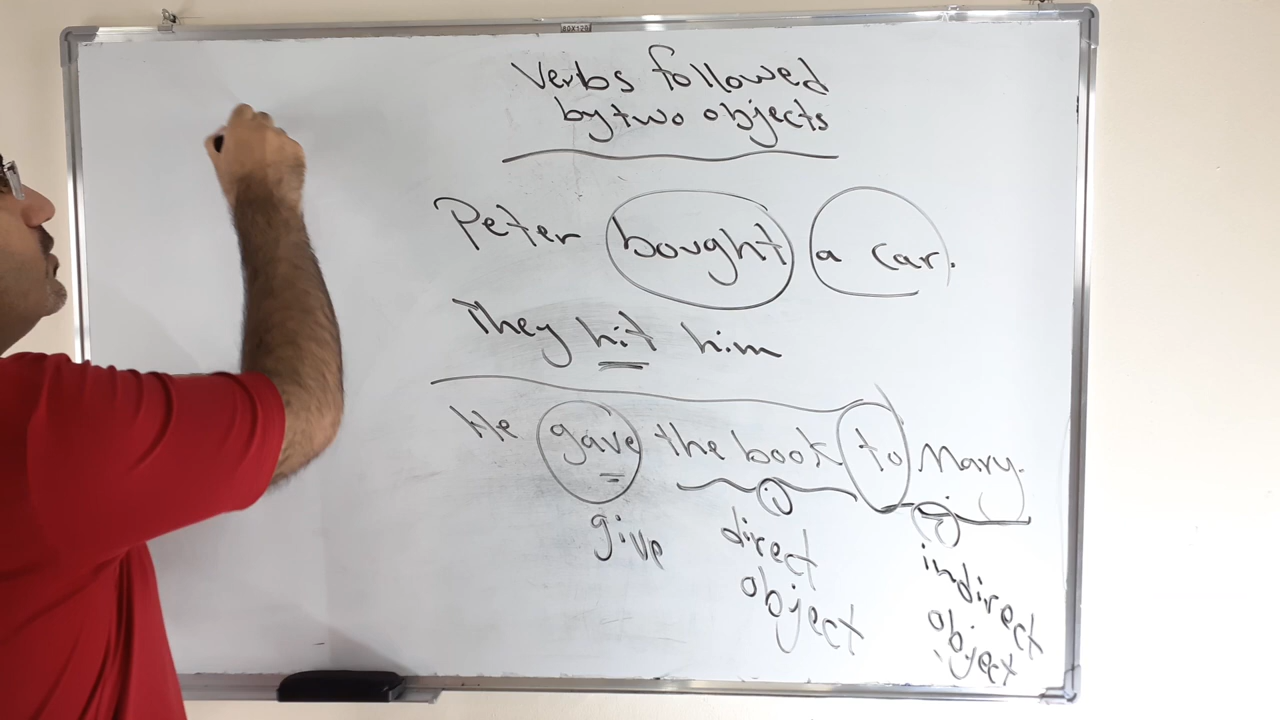 80X120
Verbs followed
by two objects
Peter bought a car.
They hit him
He gave the book to Mary.
give
direct
object
indirect
object